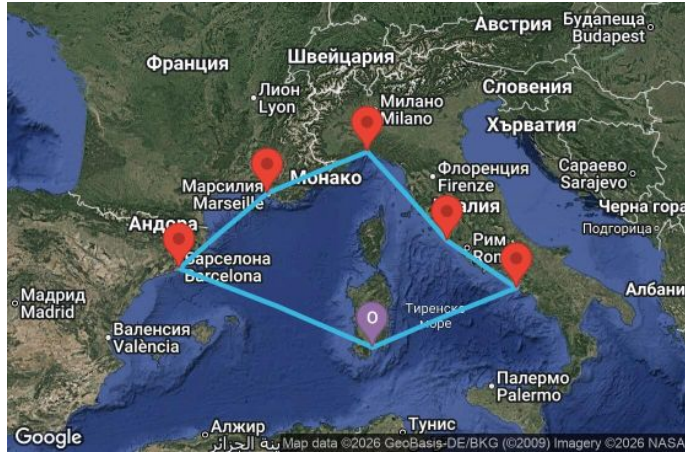 Австрия
Будапеща
Budapest
Франция
Швейцария
Лион
Lyon
Милано
Milano
Словения
Хърватия
Марсилия
Marseille
Монако
Флоренция
Firenze
Сараево
Sarajevo
Андора
алия
Черна гора
Подгорица
Барселона
Barcelona
Рим
Мадрид
Madrid
О
Тиренско
море
Албани
Валенсия
València
Палермо
Palermo
Алжир
Тунис
Google
Map data ©2026 GeoBasis-DE/BKG (©2009) Imagery ©2026 NASA